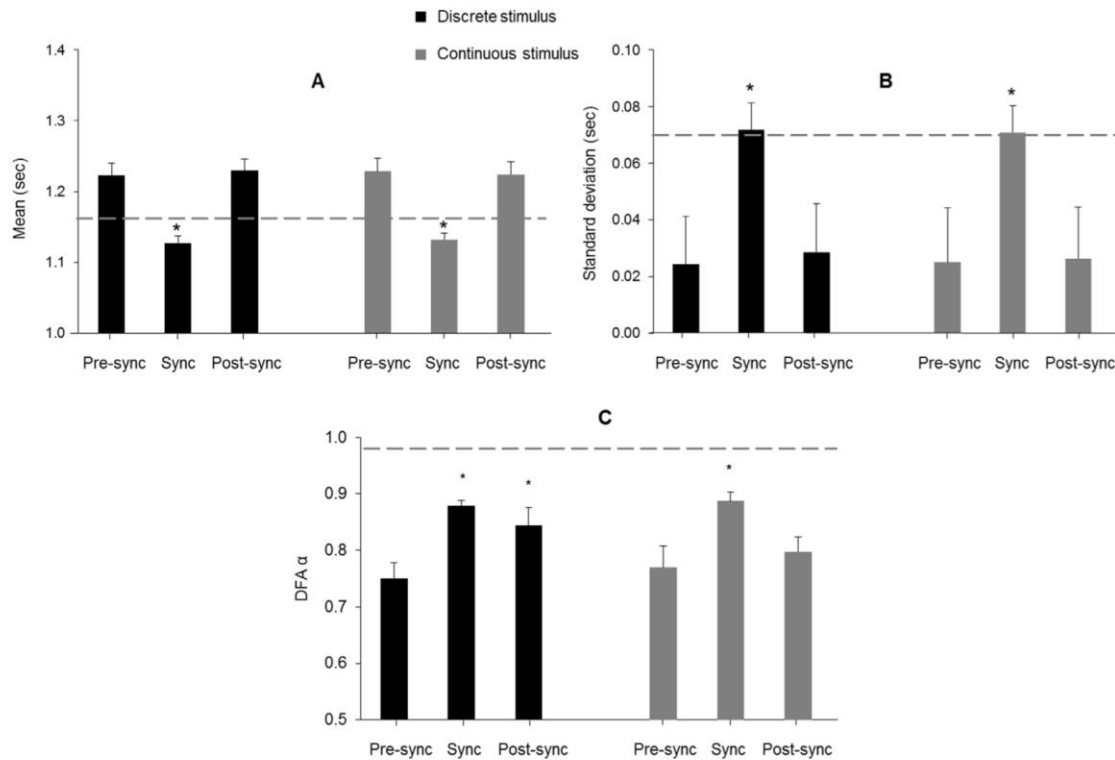 Discrete stimulus
Continuous stimulus
A
Mean (sec)
1.4
1.3
1.2
1.1
1.0
*
*
Pre-sync Sync Post-sync Pre-sync Sync Post-sync
B
Standard deviation (sec)
0.10
0.08
0.06
0.04
0.02
0.00
*
*
Pre-sync Sync Post-sync Pre-sync Sync Post-sync
C
DFA α
1.0
0.9
0.8
0.7
0.6
0.5
*
*
*
Pre-sync Sync Post-sync Pre-sync Sync Post-sync